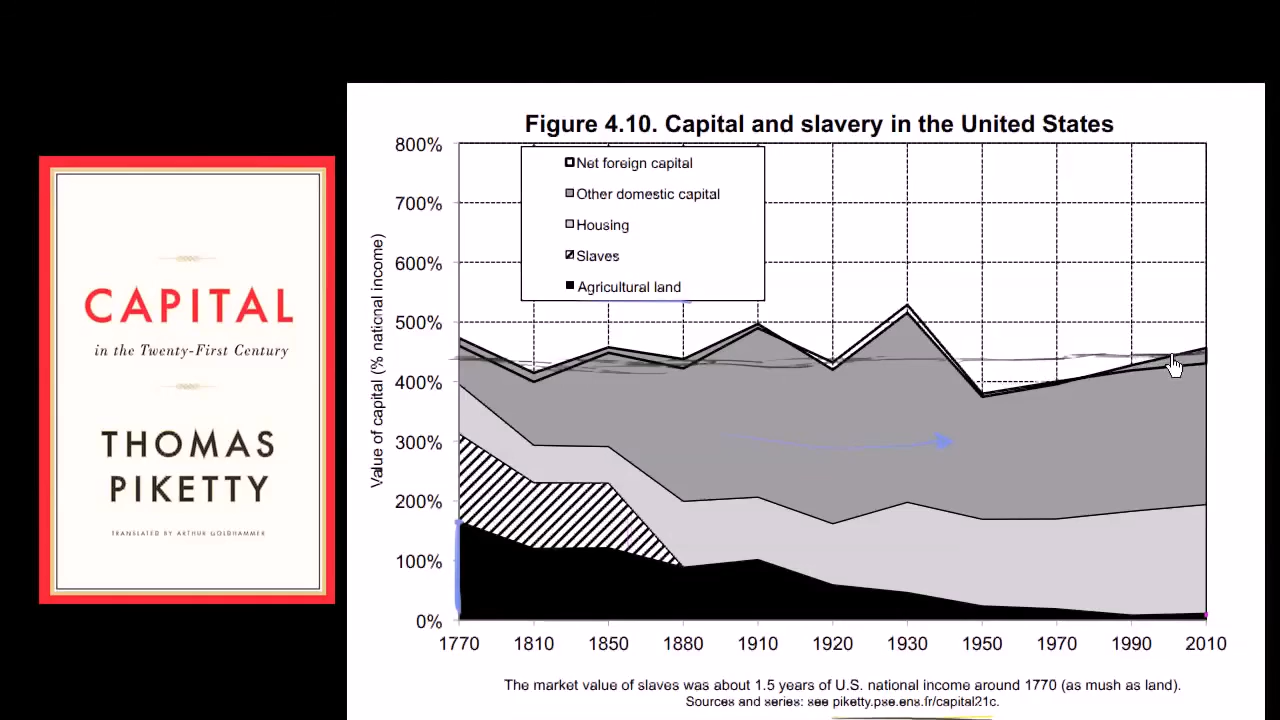 CAPITAL
in the Twenty-First Century
THOMAS
PIKETTY
TRANSLATED BY ARTHUR GOLDHAMMER
Figure 4.10. Capital and slavery in the United States
Value of capital (% national income)
800%
700%
600%
500%
400%
300%
200%
100%
0%
Net foreign capital
Other domestic capital
Housing
Slaves
Agricultural land
1770 1810 1850 1880 1910 1920 1930 1950 1970 1990 2010
The market value of slaves was about 1.5 years of U.S. national income around 1770 (as mush as land).
Sources and series: see piketty.pse.ens.fr/capital21c.